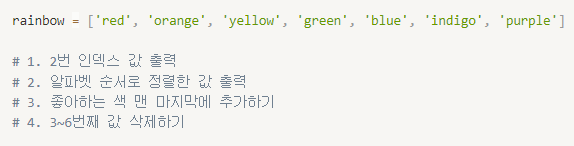 rainbow = ['red', 'orange', 'yellow', 'green', 'blue', 'indigo', 'purple']
# 1. 2번 인덱스 값 출력
# 2. 알파벳 순서로 정렬한 값 출력
# 3. 좋아하는 색 맨 마지막에 추가하기
# 4. 3~6번째 값 삭제하기